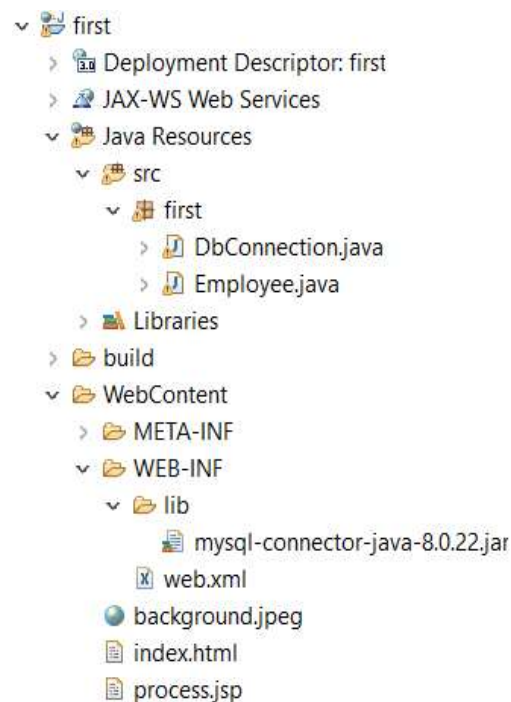 first
3.0 Deployment Descriptor: first
JAX-WS Web Services
Java Resources
src
first
J DbConnection.java
J Employee.java
Libraries
build
WebContent
META-INF
WEB-INF
lib
mysql-connector-java-8.0.22.jar
X web.xml
background.jpeg
index.html
process.jsp